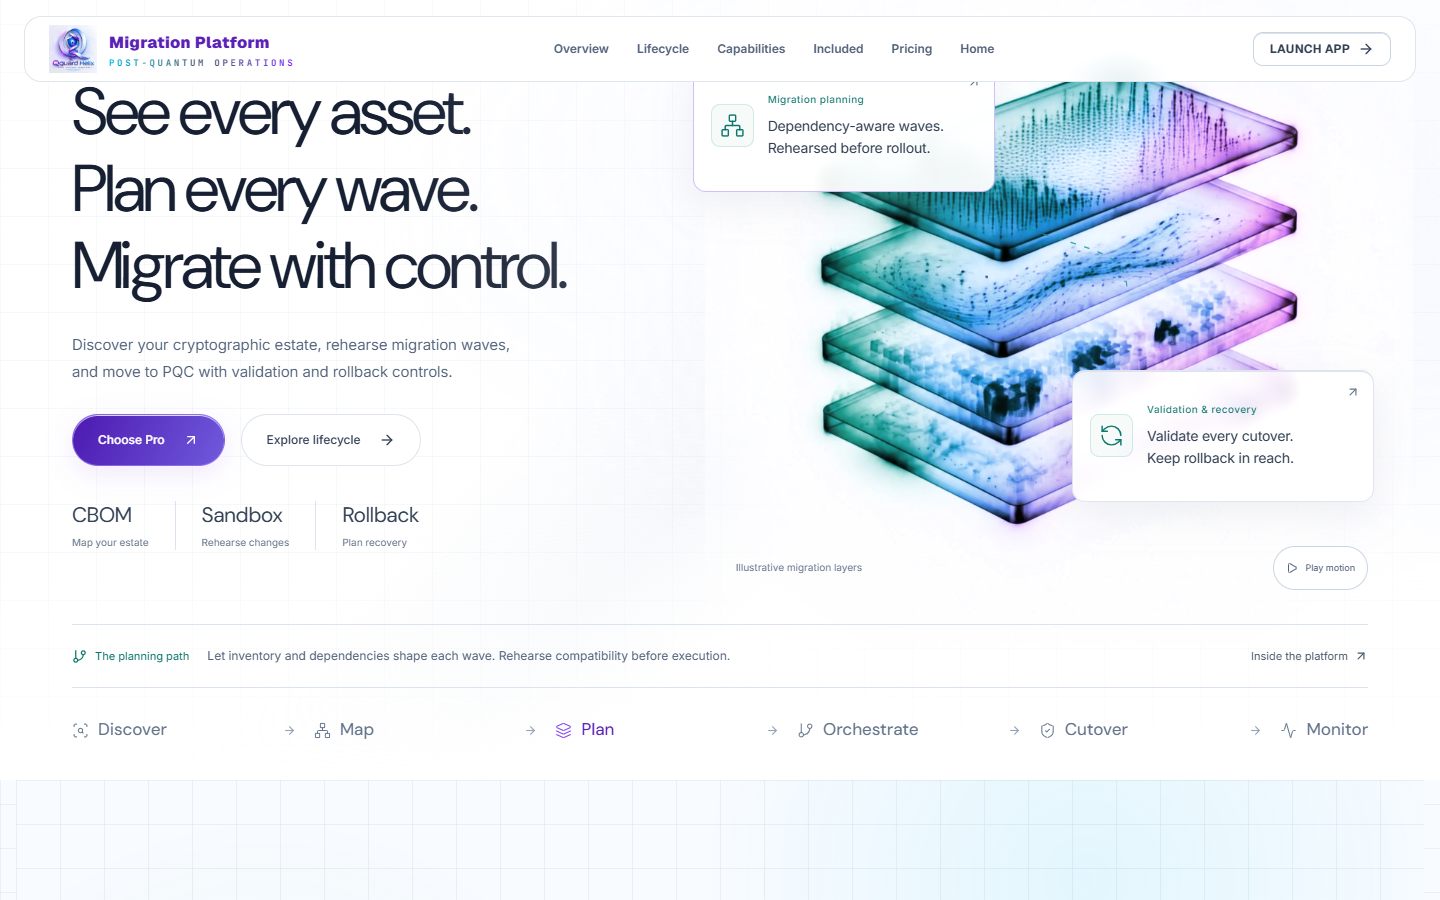 Qguard Helix
Migration Platform
POST-QUANTUM OPERATIONS
Overview
Lifecycle
Capabilities
Included
Pricing
Home
LAUNCH APP
See every asset.
Plan every wave.
Migrate with control.
Discover your cryptographic estate, rehearse migration waves,
and move to PQC with validation and rollback controls.
Choose Pro
Explore lifecycle
CBOM
Map your estate
Sandbox
Rehearse changes
Rollback
Plan recovery
Migration planning
Dependency-aware waves.
Rehearsed before rollout.
Validation & recovery
Validate every cutover.
Keep rollback in reach.
Illustrative migration layers
Play motion
The planning path
Let inventory and dependencies shape each wave. Rehearse compatibility before execution.
Inside the platform
Discover
Map
Plan
Orchestrate
Cutover
Monitor